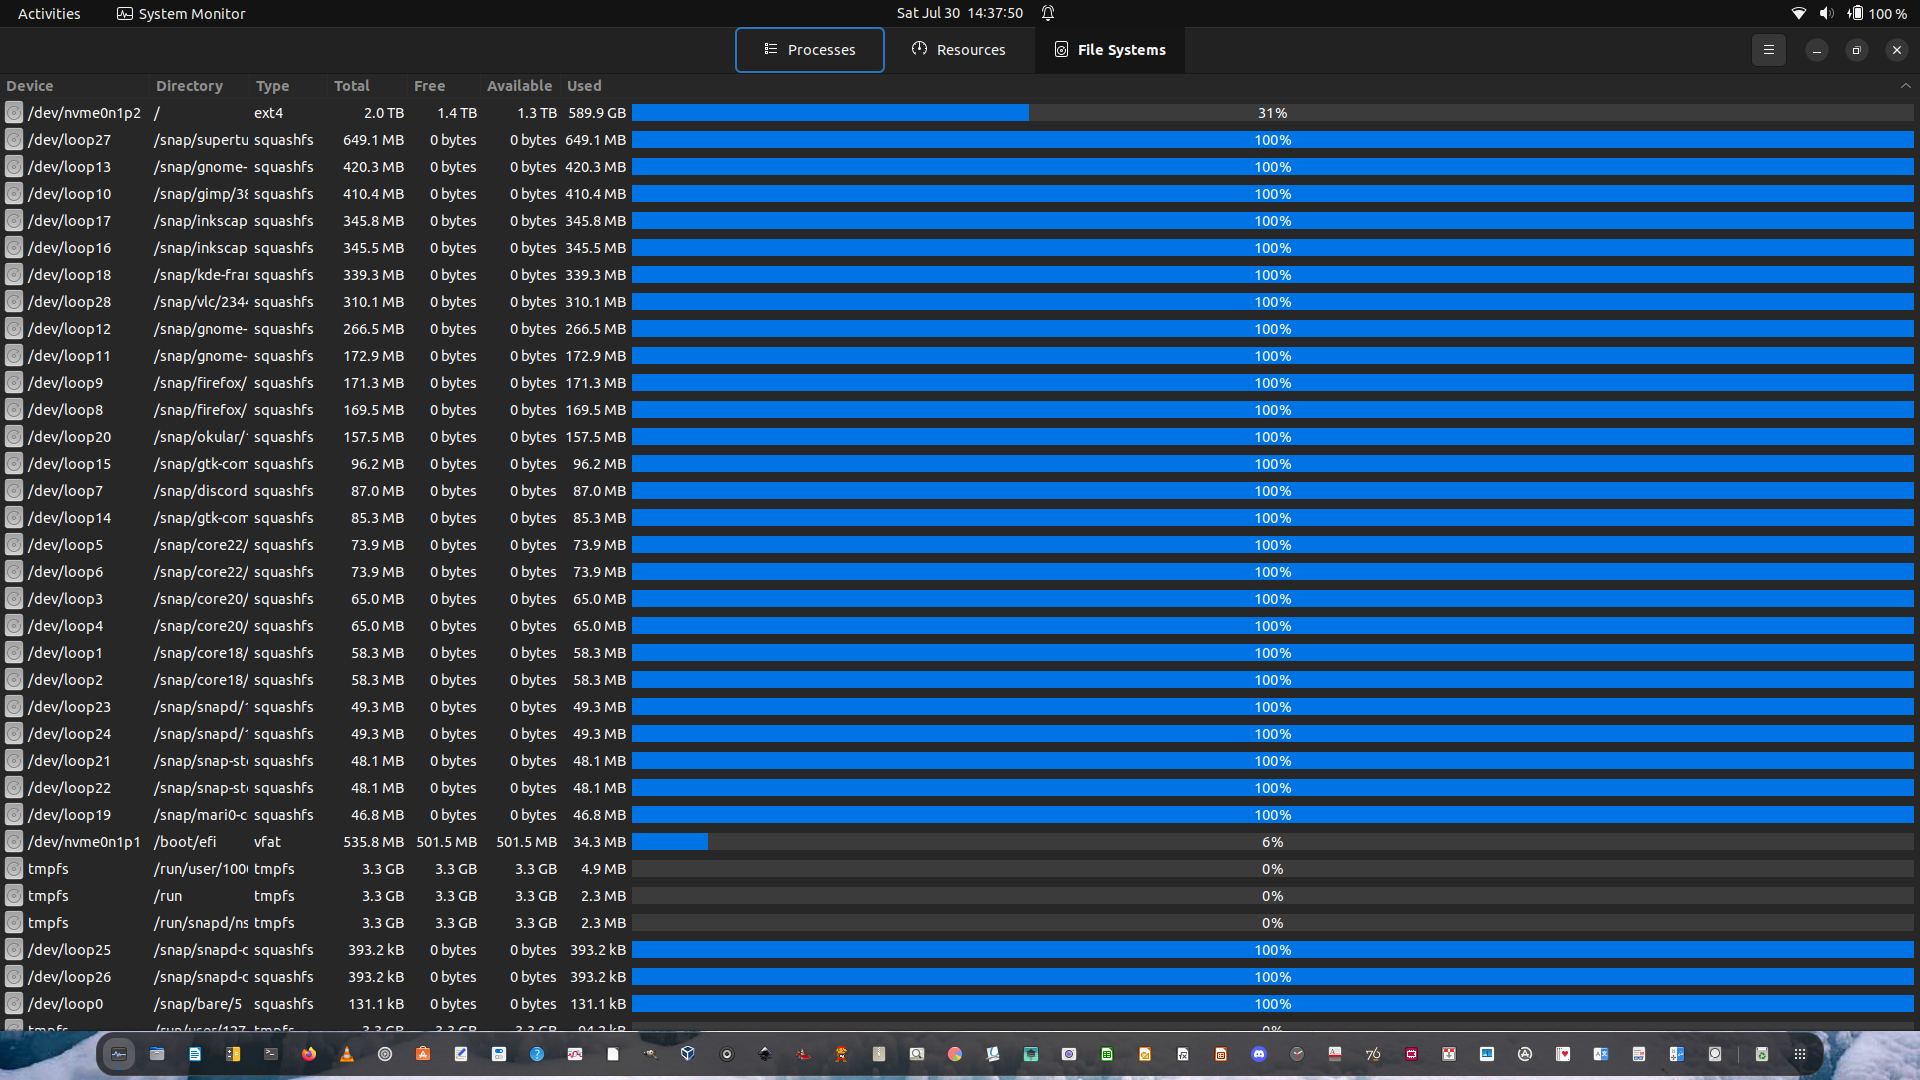 Activities System Monitor Sat Jul 30 14:37:50 100 %
Processes Resources File Systems
Device Directory Type Total Free Available Used
/dev/nvme0n1p2 / ext4 2.0 TB 1.4 TB 1.3 TB 589.9 GB 31%
/dev/loop27 /snap/supertu squashfs 649.1 MB 0 bytes 0 bytes 649.1 MB 100%
/dev/loop13 /snap/gnome- squashfs 420.3 MB 0 bytes 0 bytes 420.3 MB 100%
/dev/loop10 /snap/gimp/38 squashfs 410.4 MB 0 bytes 0 bytes 410.4 MB 100%
/dev/loop17 /snap/inkscap squashfs 345.8 MB 0 bytes 0 bytes 345.8 MB 100%
/dev/loop16 /snap/inkscap squashfs 345.5 MB 0 bytes 0 bytes 345.5 MB 100%
/dev/loop18 /snap/kde-frar squashfs 339.3 MB 0 bytes 0 bytes 339.3 MB 100%
/dev/loop28 /snap/vlc/2344 squashfs 310.1 MB 0 bytes 0 bytes 310.1 MB 100%
/dev/loop12 /snap/gnome- squashfs 266.5 MB 0 bytes 0 bytes 266.5 MB 100%
/dev/loop11 /snap/gnome- squashfs 172.9 MB 0 bytes 0 bytes 172.9 MB 100%
/dev/loop9 /snap/firefox/ squashfs 171.3 MB 0 bytes 0 bytes 171.3 MB 100%
/dev/loop8 /snap/firefox/ squashfs 169.5 MB 0 bytes 0 bytes 169.5 MB 100%
/dev/loop20 /snap/okular/ squashfs 157.5 MB 0 bytes 0 bytes 157.5 MB 100%
/dev/loop15 /snap/gtk-com squashfs 96.2 MB 0 bytes 0 bytes 96.2 MB 100%
/dev/loop7 /snap/discord squashfs 87.0 MB 0 bytes 0 bytes 87.0 MB 100%
/dev/loop14 /snap/gtk-com squashfs 85.3 MB 0 bytes 0 bytes 85.3 MB 100%
/dev/loop5 /snap/core22/ squashfs 73.9 MB 0 bytes 0 bytes 73.9 MB 100%
/dev/loop6 /snap/core22/ squashfs 73.9 MB 0 bytes 0 bytes 73.9 MB 100%
/dev/loop3 /snap/core20/ squashfs 65.0 MB 0 bytes 0 bytes 65.0 MB 100%
/dev/loop4 /snap/core20/ squashfs 65.0 MB 0 bytes 0 bytes 65.0 MB 100%
/dev/loop1 /snap/core18/ squashfs 58.3 MB 0 bytes 0 bytes 58.3 MB 100%
/dev/loop2 /snap/core18/ squashfs 58.3 MB 0 bytes 0 bytes 58.3 MB 100%
/dev/loop23 /snap/snapd/1 squashfs 49.3 MB 0 bytes 0 bytes 49.3 MB 100%
/dev/loop24 /snap/snapd/1 squashfs 49.3 MB 0 bytes 0 bytes 49.3 MB 100%
/dev/loop21 /snap/snap-sto squashfs 48.1 MB 0 bytes 0 bytes 48.1 MB 100%
/dev/loop22 /snap/snap-sto squashfs 48.1 MB 0 bytes 0 bytes 48.1 MB 100%
/dev/loop19 /snap/mari0-c squashfs 46.8 MB 0 bytes 0 bytes 46.8 MB 100%
/dev/nvme0n1p1 /boot/efi vfat 535.8 MB 501.5 MB 501.5 MB 34.3 MB 6%
tmpfs /run/user/1000 tmpfs 3.3 GB 3.3 GB 3.3 GB 4.9 MB 0%
tmpfs /run tmpfs 3.3 GB 3.3 GB 3.3 GB 2.3 MB 0%
tmpfs /run/snapd/ns tmpfs 3.3 GB 3.3 GB 3.3 GB 2.3 MB 0%
/dev/loop25 /snap/snapd-c squashfs 393.2 kB 0 bytes 0 bytes 393.2 kB 100%
/dev/loop26 /snap/snapd-c squashfs 393.2 kB 0 bytes 0 bytes 393.2 kB 100%
/dev/loop0 /snap/bare/5 squashfs 131.1 kB 0 bytes 0 bytes 131.1 kB 100%
tmpfs /run/user/127 tmpfs 3.3 GB 3.3 GB 3.3 GB 94.2 kB 0%